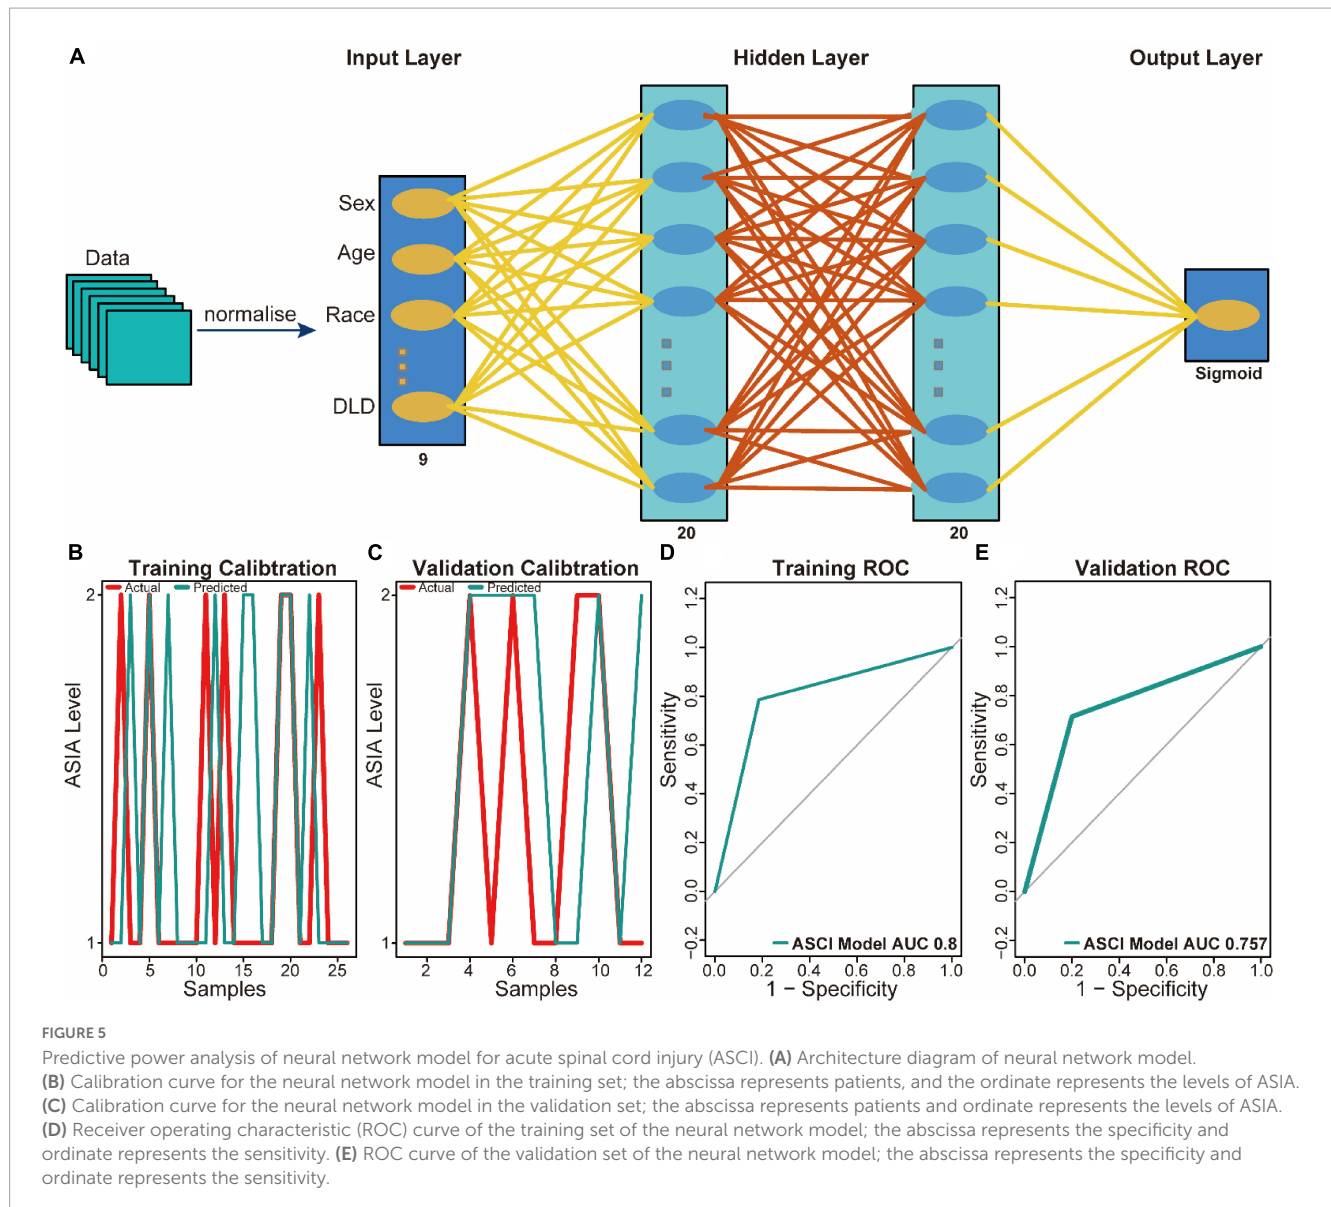 A
Input Layer
Hidden Layer
Output Layer
Sex
Age
Data
normalise
Race
DLD
Sigmoid
9
20
20
B
Training Calibtration
Actual
Predicted
2
1
ASIA Level
0
5
10
15
20
25
Samples
C
Validation Calibtration
Actual
Predicted
2
1
ASIA Level
2
4
6
8
10
12
Samples
D
Training ROC
1.2
1.0
0.8
0.6
0.4
0.2
0.0
−0.2
Sensitivity
ASCI Model AUC 0.8
0.0
0.2
0.4
0.6
0.8
1.0
1 − Specificity
E
Validation ROC
1.2
1.0
0.8
0.6
0.4
0.2
0.0
−0.2
Sensitivity
ASCI Model AUC 0.757
0.0
0.2
0.4
0.6
0.8
1.0
1 − Specificity
FIGURE 5
Predictive power analysis of neural network model for acute spinal cord injury (ASCI). (A) Architecture diagram of neural network model.
(B) Calibration curve for the neural network model in the training set; the abscissa represents patients, and the ordinate represents the levels of ASIA.
(C) Calibration curve for the neural network model in the validation set; the abscissa represents patients and ordinate represents the levels of ASIA.
(D) Receiver operating characteristic (ROC) curve of the training set of the neural network model; the abscissa represents the specificity and
ordinate represents the sensitivity. (E) ROC curve of the validation set of the neural network model; the abscissa represents the specificity and
ordinate represents the sensitivity.